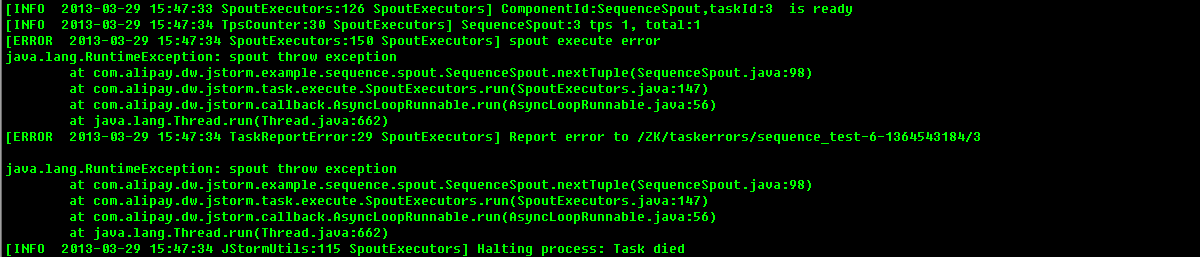 [INFO  2013-03-29 15:47:33 SpoutExecutors:126 SpoutExecutors] ComponentId:SequenceSpout,taskId:3  is ready
[INFO  2013-03-29 15:47:34 TpsCounter:30 SpoutExecutors] SequenceSpout:3 tps 1, total:1
[ERROR  2013-03-29 15:47:34 SpoutExecutors:150 SpoutExecutors] spout execute error
java.lang.RuntimeException: spout throw exception
        at com.alipay.dw.jstorm.example.sequence.spout.SequenceSpout.nextTuple(SequenceSpout.java:98)
        at com.alipay.dw.jstorm.task.execute.SpoutExecutors.run(SpoutExecutors.java:147)
        at com.alipay.dw.jstorm.callback.AsyncLoopRunnable.run(AsyncLoopRunnable.java:56)
        at java.lang.Thread.run(Thread.java:662)
[ERROR  2013-03-29 15:47:34 TaskReportError:29 SpoutExecutors] Report error to /ZK/taskerrors/sequence_test-6-1364543184/3
java.lang.RuntimeException: spout throw exception
        at com.alipay.dw.jstorm.example.sequence.spout.SequenceSpout.nextTuple(SequenceSpout.java:98)
        at com.alipay.dw.jstorm.task.execute.SpoutExecutors.run(SpoutExecutors.java:147)
        at com.alipay.dw.jstorm.callback.AsyncLoopRunnable.run(AsyncLoopRunnable.java:56)
        at java.lang.Thread.run(Thread.java:662)
[INFO  2013-03-29 15:47:34 JStormUtils:115 SpoutExecutors] Halting process: Task died